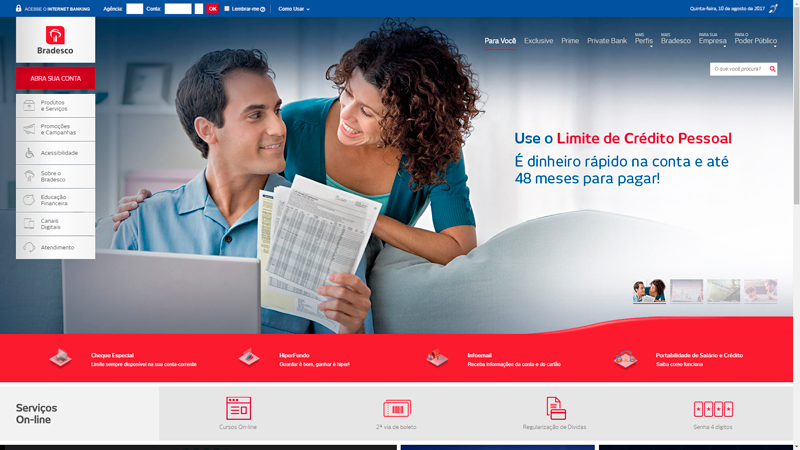 ACESSE O INTERNET BANKING
Agência:
Conta:
OK
Lembrar-me
Como Usar
Quinta-feira, 10 de agosto de 2017
Bradesco
Para Você
Exclusive
Prime
Private Bank
MAIS
Perfis
MAIS
Bradesco
PARA SUA
Empresa
PARA O
Poder Público
O que você procura?
ABRA SUA CONTA
Produtos
e Serviços
Promoções
e Campanhas
Acessibilidade
Sobre o
Bradesco
Educação
Financeira
Canais
Digitais
Atendimento
Use o Limite de Crédito Pessoal
É dinheiro rápido na conta e até
48 meses para pagar!
Cheque Especial
Limite sempre disponível na sua conta-corrente
HiperFundo
Guardar é bom, ganhar é hiper!
Infoemail
Receba informações da conta e do cartão
Portabilidade de Salário e Crédito
Saiba como funciona
Serviços
On-line
Cursos On-line
2ª via de boleto
Regularização de Dívidas
Senha 4 dígitos